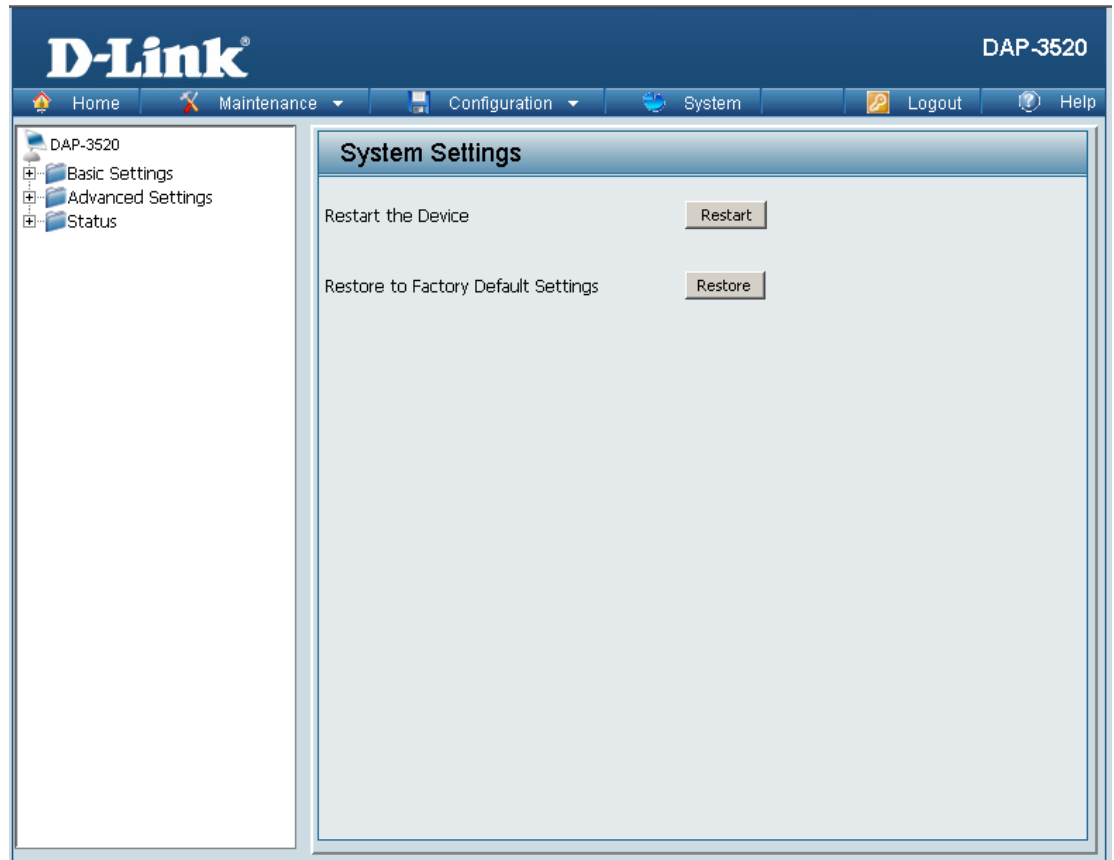 D-Link®
DAP-3520
Home Maintenance Configuration System Logout Help
DAP-3520
Basic Settings
Advanced Settings
Status
System Settings
Restart the Device Restart
Restore to Factory Default Settings Restore